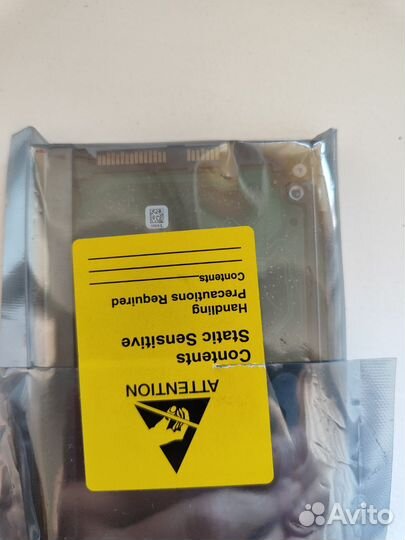 ATTENTION
Contents
Static Sensitive
Handling
Precautions Required
Contents
Avito